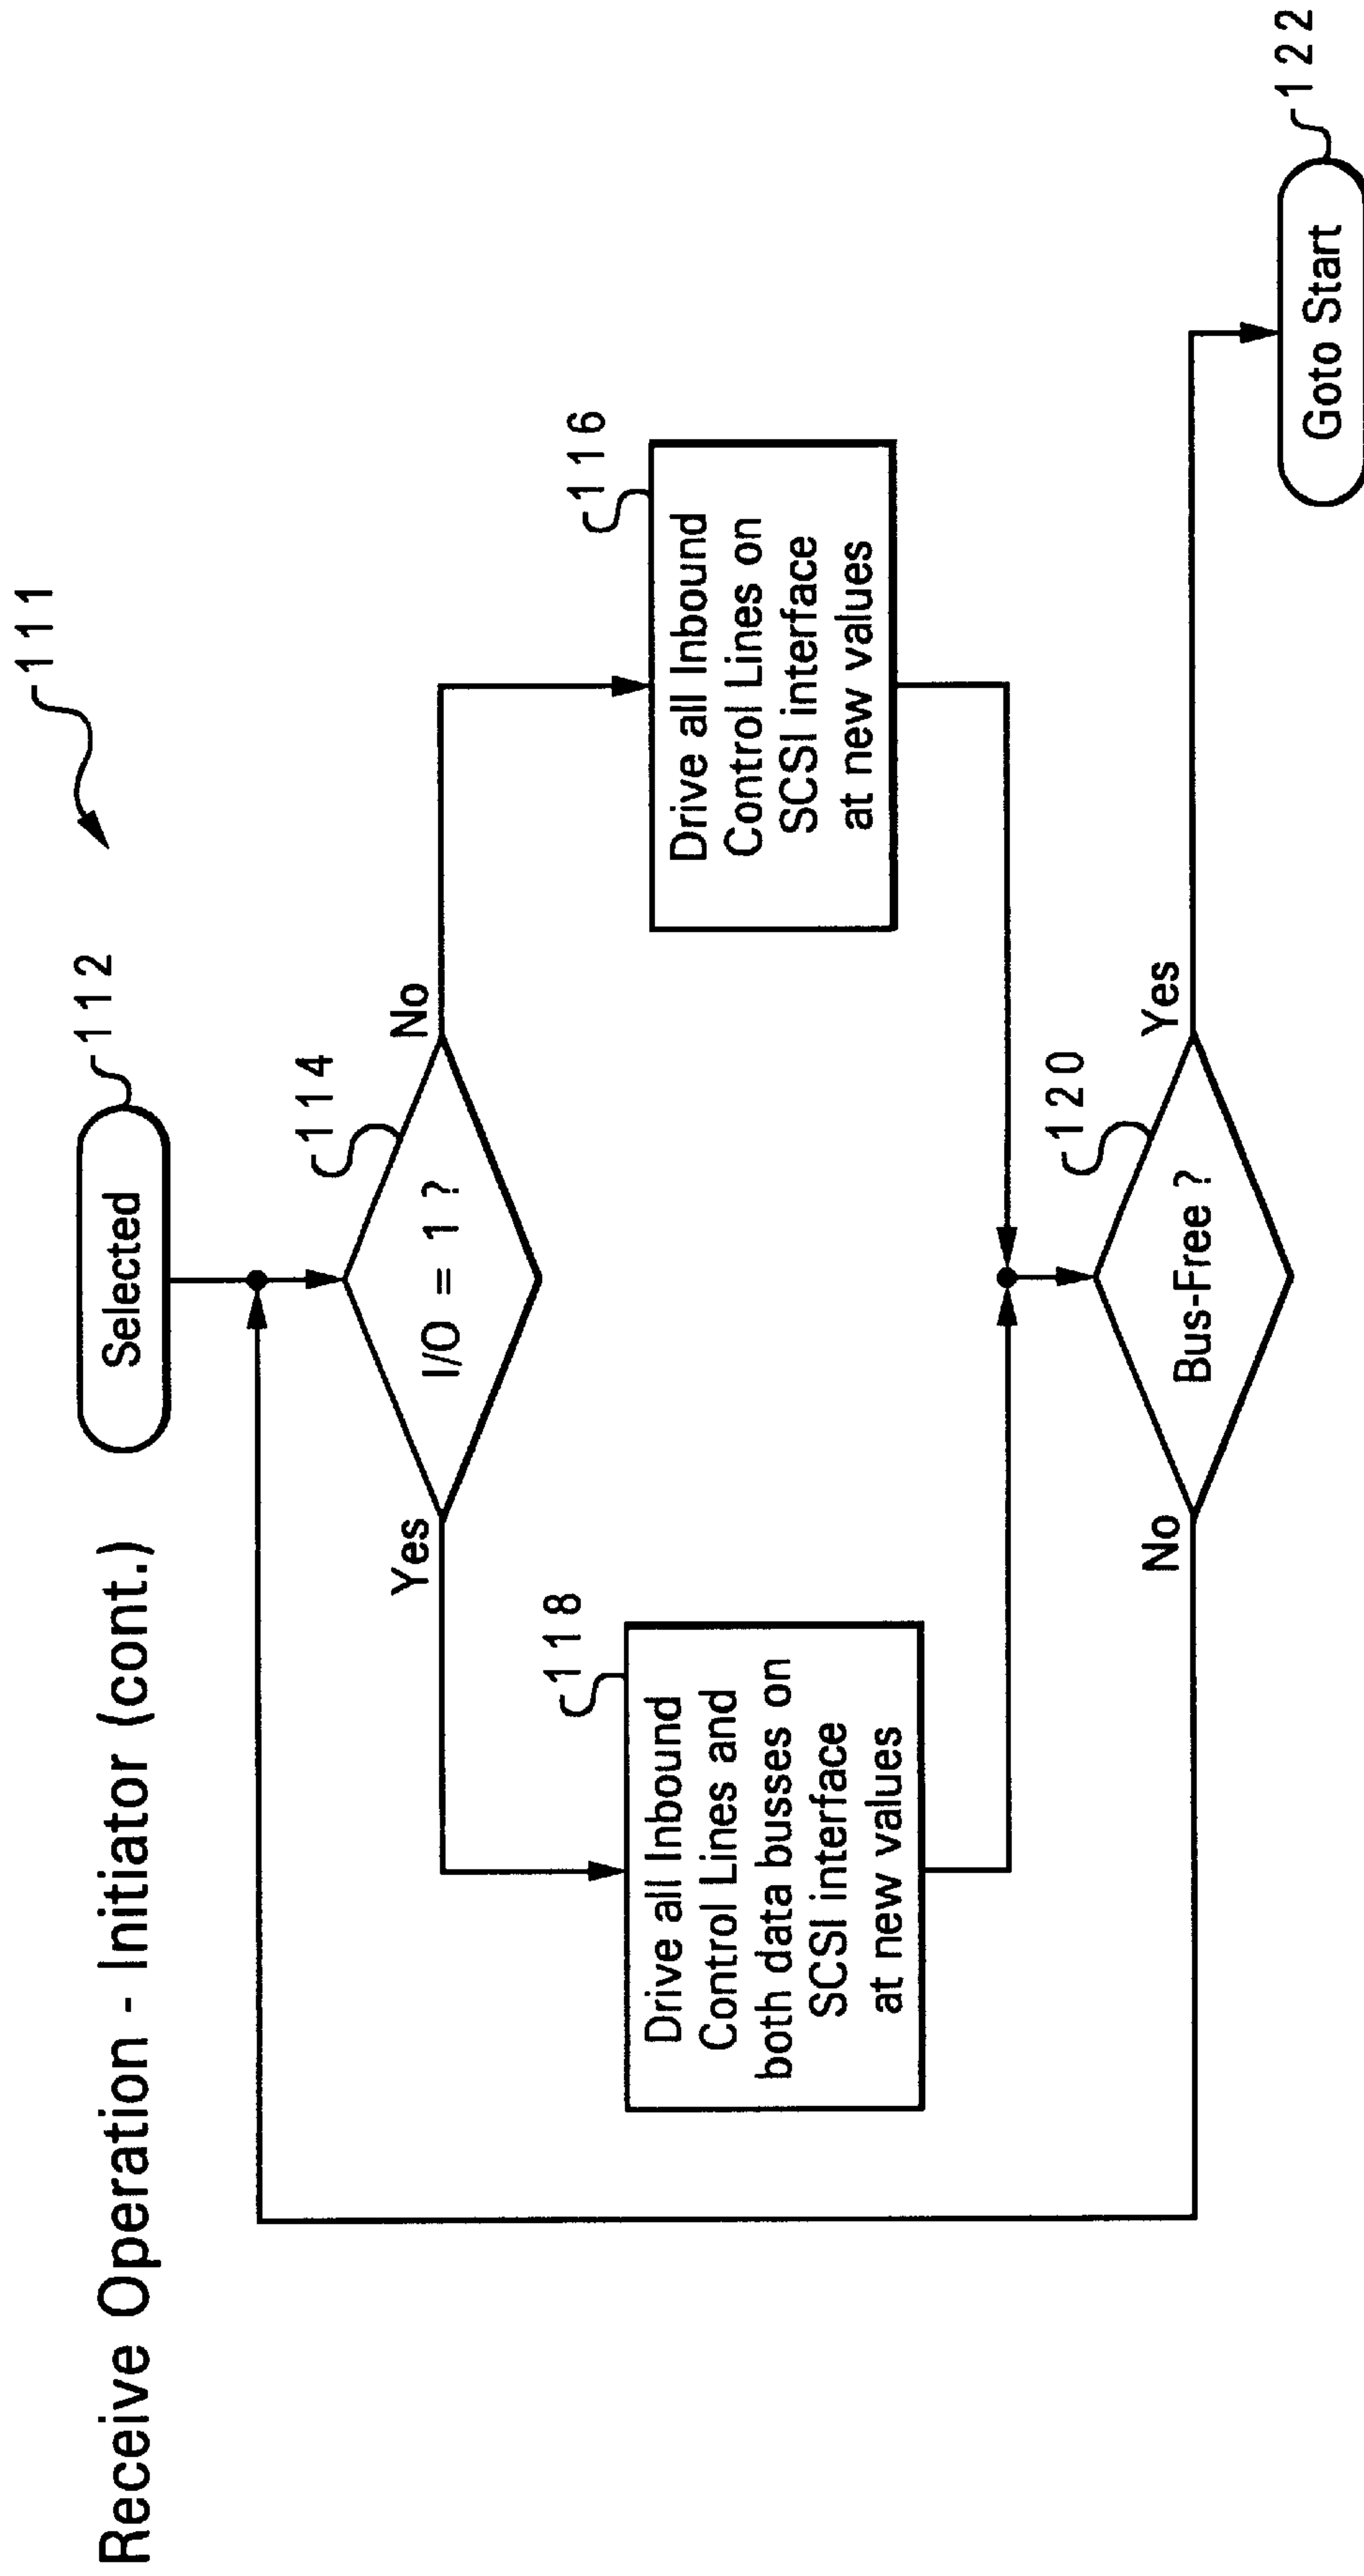 Receive Operation - Initiator (cont.)
111
Selected
112
I/O = 1 ?
114
Yes
No
Drive all Inbound
Control Lines and
both data busses on
SCSI interface
at new values
118
Drive all Inbound
Control Lines on
SCSI interface
at new values
116
Bus-Free ?
120
No
Yes
Goto Start
122